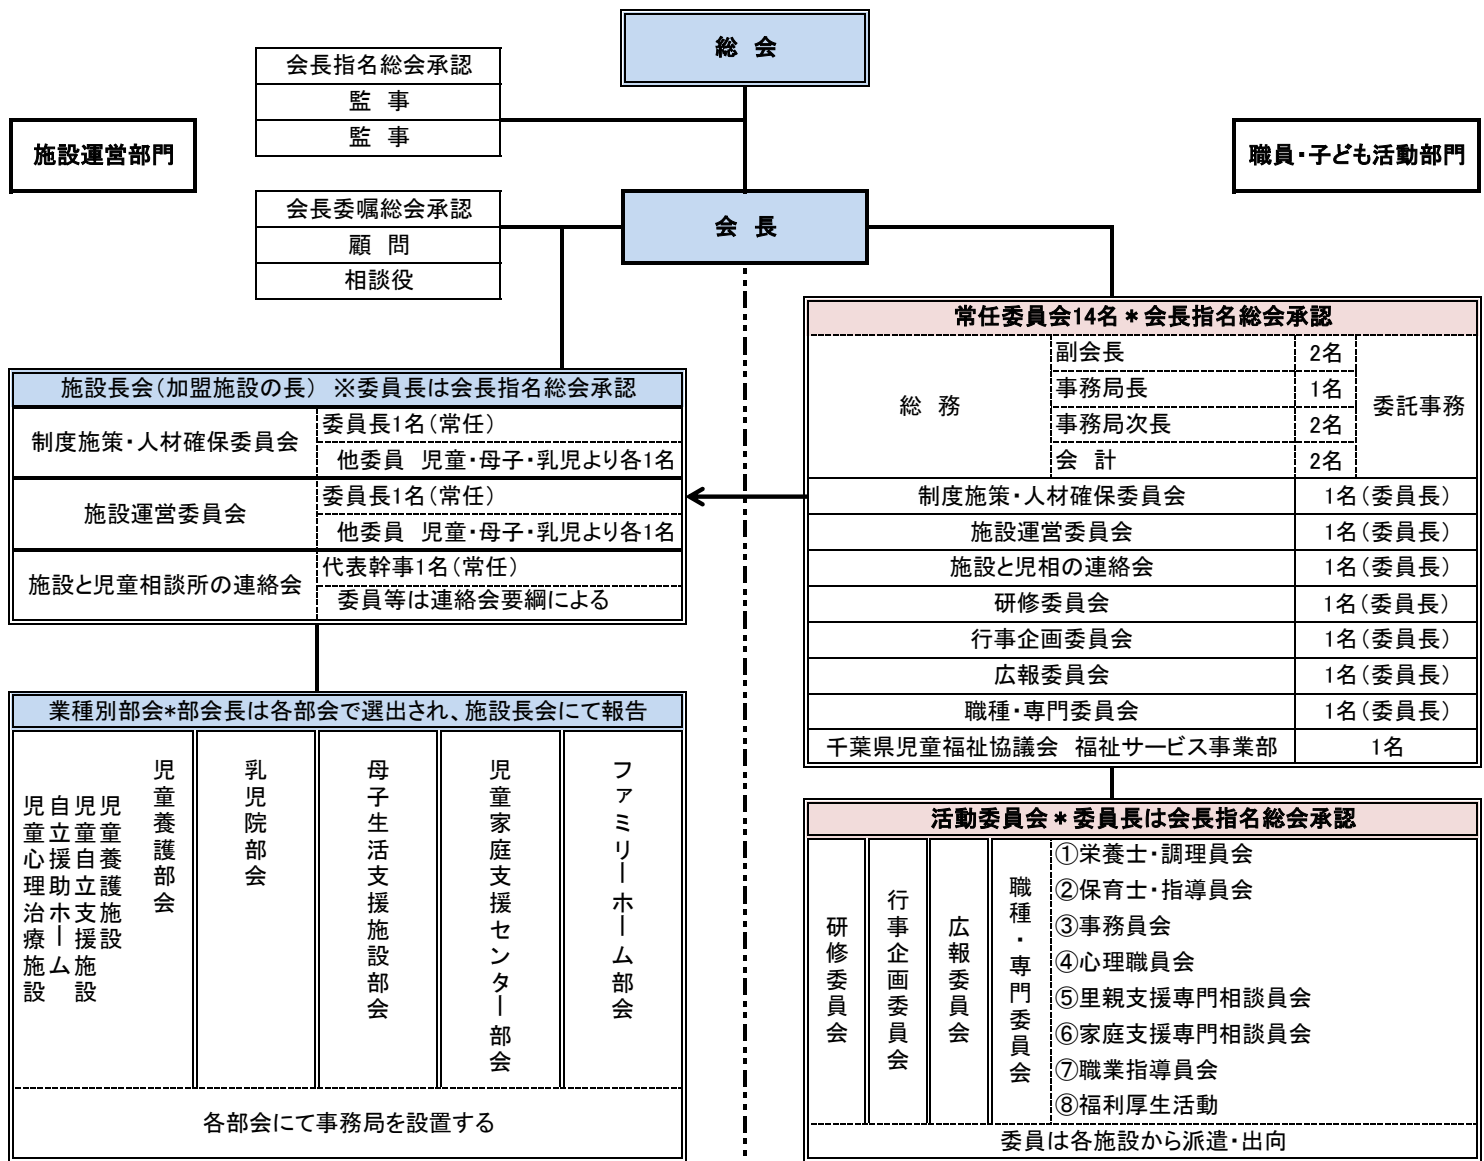 総 会
会長指名総会承認
監 事
監 事
施設運営部門
職員・子ども活動部門
会長委嘱総会承認
顧 問
相談役
会 長
常任委員会14名＊会長指名総会承認
総 務
副会長 2名
事務局長 1名
事務局次長 2名
会 計 2名
委託事務
制度施策・人材確保委員会 1名（委員長）
施設運営委員会 1名（委員長）
施設と児相の連絡会 1名（委員長）
研修委員会 1名（委員長）
行事企画委員会 1名（委員長）
広報委員会 1名（委員長）
職種・専門委員会 1名（委員長）
千葉県児童福祉協議会 福祉サービス事業部 1名
施設長会（加盟施設の長） ※委員長は会長指名総会承認
制度施策・人材確保委員会
委員長1名（常任）
他委員 児童・母子・乳児より各1名
施設運営委員会
委員長1名（常任）
他委員 児童・母子・乳児より各1名
施設と児童相談所の連絡会
代表幹事1名（常任）
委員等は連絡会要綱による
業種別部会*部会長は各部会で選出され、施設長会にて報告
児童養護部会
児童養護施設
児童自立支援施設
自立援助ホーム
児童心理治療施設
乳児院部会
母子生活支援施設部会
児童家庭支援センター部会
ファミリーホーム部会
各部会にて事務局を設置する
活動委員会＊委員長は会長指名総会承認
研修委員会
行事企画委員会
広報委員会
職種・専門委員会
①栄養士・調理員会
②保育士・指導員会
③事務員会
④心理職員会
⑤里親支援専門相談員会
⑥家庭支援専門相談員会
⑦職業指導員会
⑧福利厚生活動
委員は各施設から派遣・出向